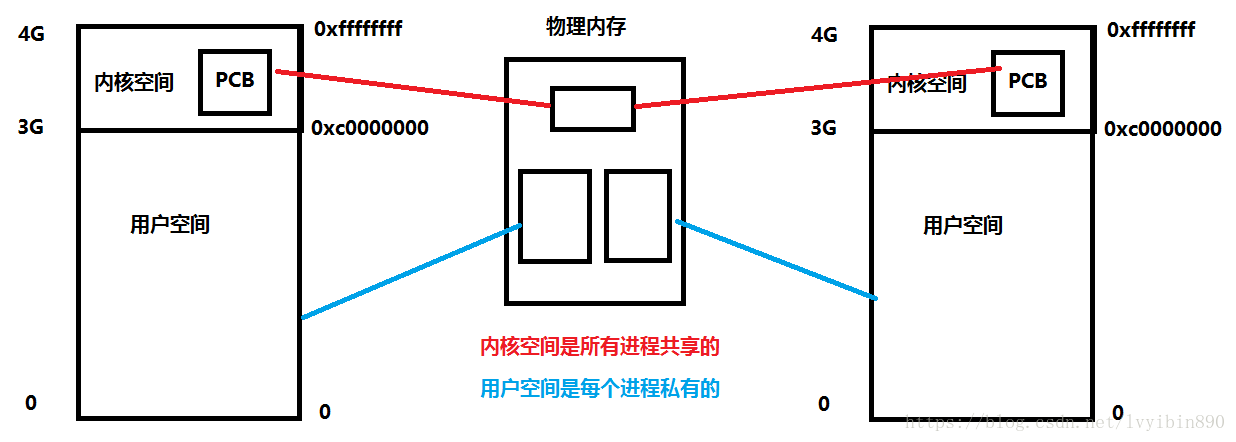 4G
0xffffffff
内核空间
PCB
3G
0xc0000000
用户空间
0
0
物理内存
内核空间是所有进程共享的
用户空间是每个进程私有的
4G
0xffffffff
内核空间
PCB
3G
0xc0000000
用户空间
0
0
https://blog.csdn.net/lvyibin890